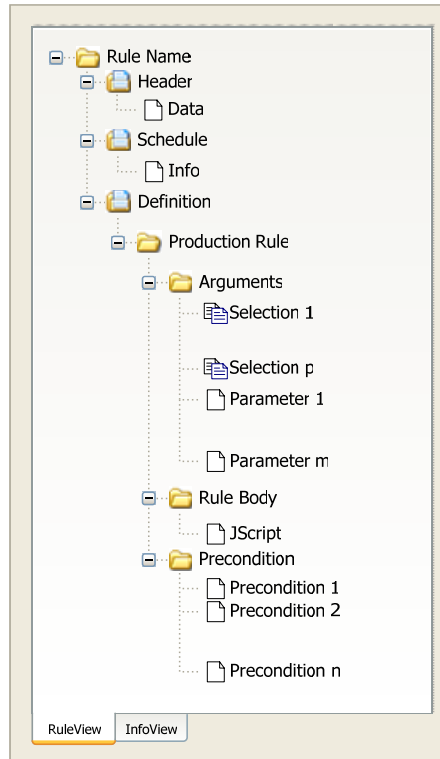 Rule Name
Header
Data
Schedule
Info
Definition
Production Rule
Arguments
Selection 1
Selection p
Parameter 1
Parameter m
Rule Body
JScript
Precondition
Precondition 1
Precondition 2
Precondition n
RuleView InfoView